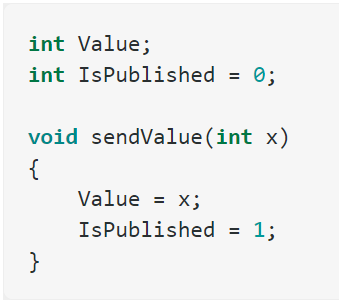 int Value;
int IsPublished = 0;

void sendValue(int x)
{
    Value = x;
    IsPublished = 1;
}